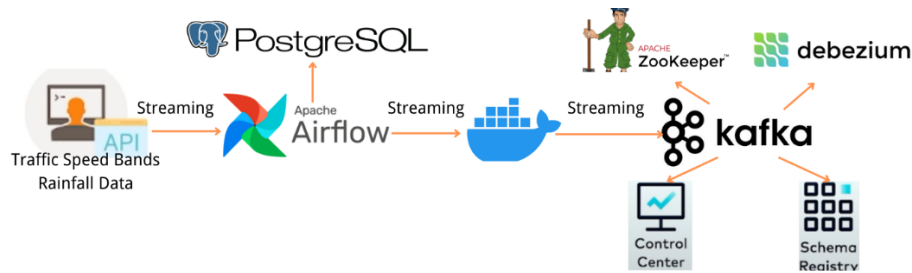 PostgreSQL
APACHE
ZooKeeper™
debezium
>_
API
Streaming
Apache
Airflow
Streaming
Streaming
kafka
Traffic Speed Bands
Rainfall Data
Control
Center
Schema
Registry